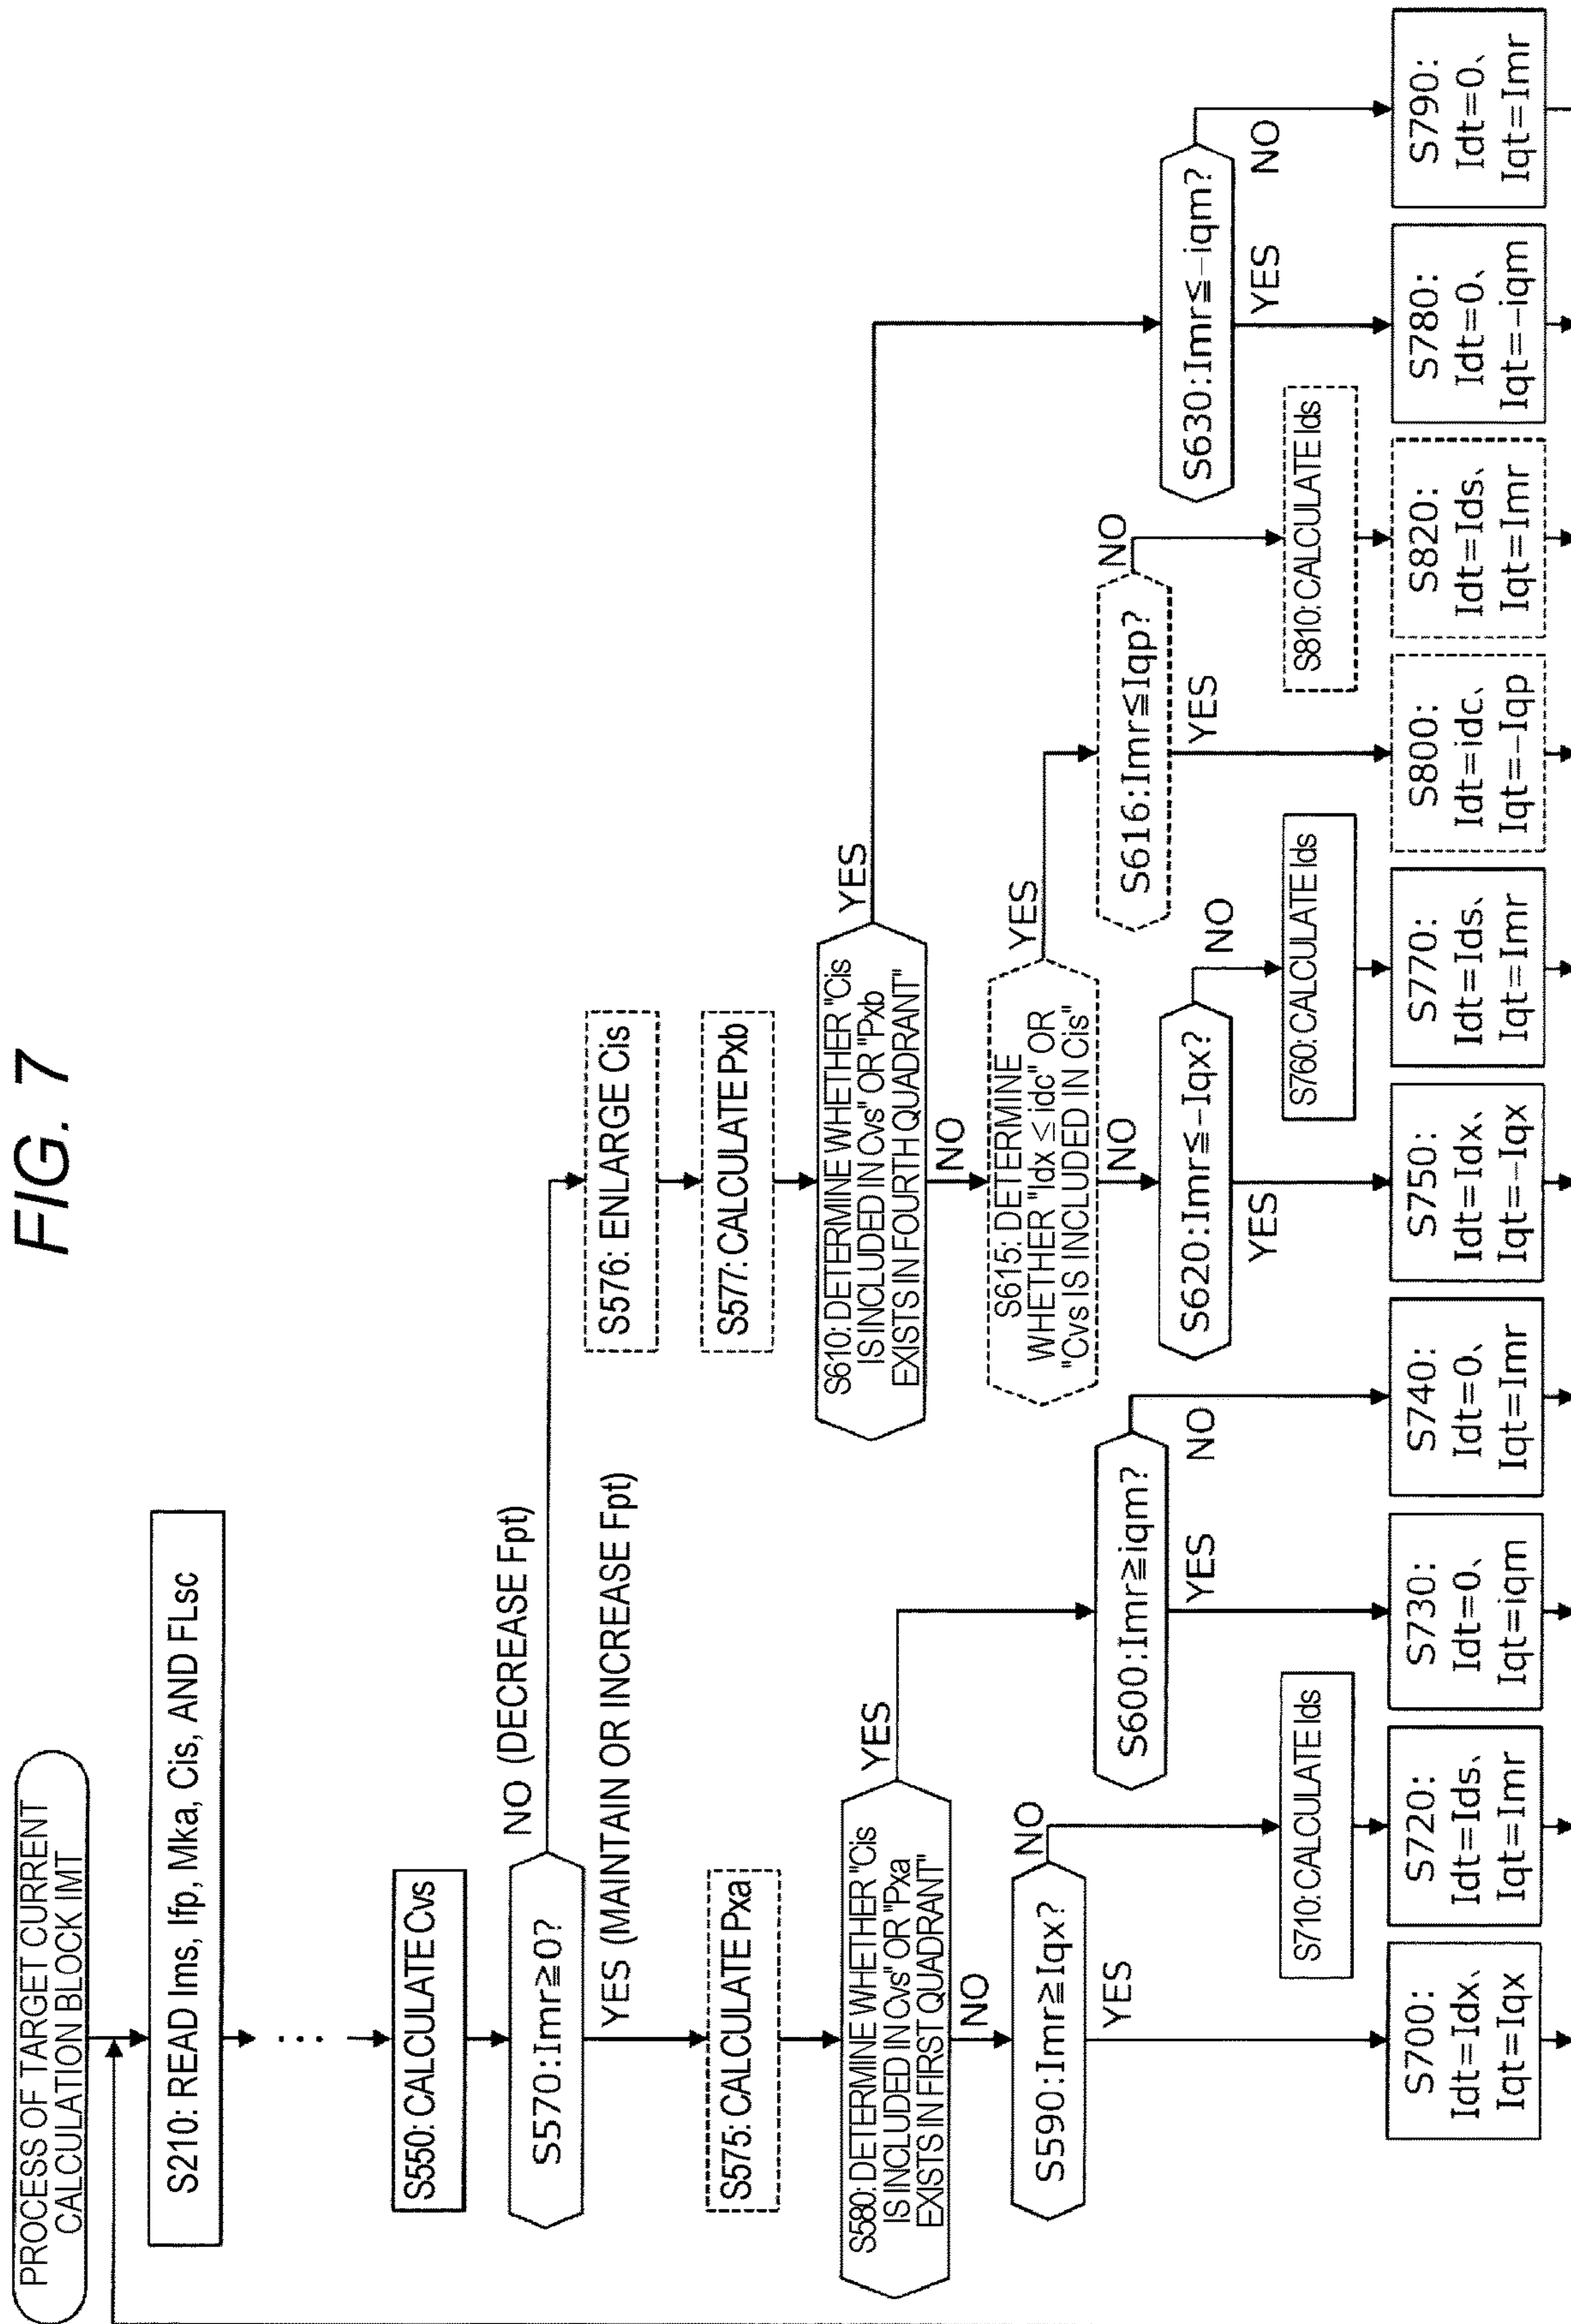 FIG. 7
PROCESS OF TARGET CURRENT
CALCULATION BLOCK IMT
S210: READ Ims, Ifp, Mka, Cis, AND FLsc
...
S550: CALCULATE Cvs
S570:Imr≧0?
NO (DECREASE Fpt)
YES (MAINTAIN OR INCREASE Fpt)
S575: CALCULATE Pxa
S576: ENLARGE Cis
S577: CALCULATE Pxb
S580: DETERMINE WHETHER "Cis
IS INCLUDED IN Cvs" OR "Pxa
EXISTS IN FIRST QUADRANT"
YES
NO
S610: DETERMINE WHETHER "Cis
IS INCLUDED IN Cvs" OR "Pxb
EXISTS IN FOURTH QUADRANT"
YES
NO
S590:Imr≧Iqx?
NO
YES
S600:Imr≧iqm?
NO
YES
S615: DETERMINE
WHETHER "Idx ≤ idc" OR
"Cvs IS INCLUDED IN Cis"
YES
NO
S616:Imr≦Iqp?
NO
YES
S620:Imr≦-Iqx?
NO
YES
S630:Imr≦-iqm?
NO
YES
S710: CALCULATE Ids
S760: CALCULATE Ids
S810: CALCULATE Ids
S700:
Idt=Idx、
Iqt=Iqx
S720:
Idt=Ids、
Iqt=Imr
S730:
Idt=0、
Iqt=iqm
S740:
Idt=0、
Iqt=Imr
S750:
Idt=Idx、
Iqt=-Iqx
S770:
Idt=Ids、
Iqt=Imr
S800:
Idt=idc、
Iqt=-Iqp
S820:
Idt=Ids、
Iqt=Imr
S780:
Idt=0、
Iqt=-iqm
S790:
Idt=0、
Iqt=Imr